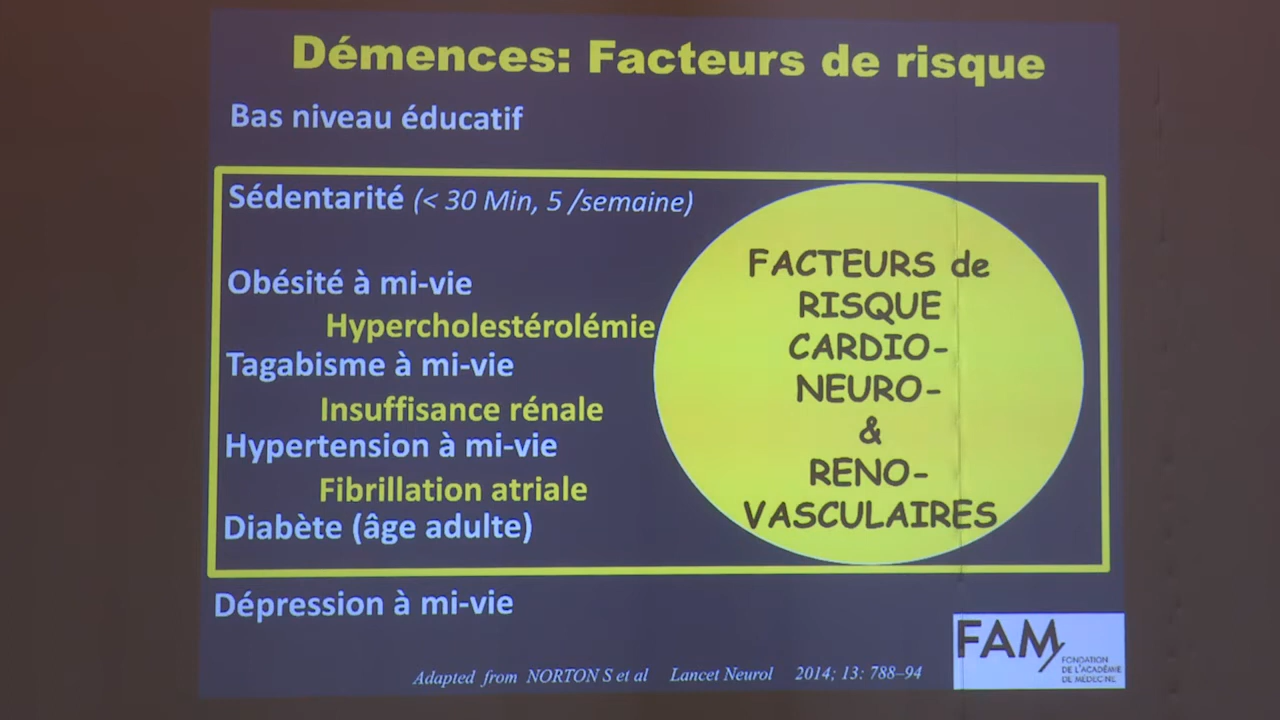 Démences: Facteurs de risque
Bas niveau éducatif
Sédentarité (< 30 Min, 5 /semaine)
Obésité à mi-vie
Hypercholestérolémie
Tagabisme à mi-vie
Insuffisance rénale
Hypertension à mi-vie
Fibrillation atriale
Diabète (âge adulte)
FACTEURS de
RISQUE
CARDIO-
NEURO-
&
RENO-
VASCULAIRES
Dépression à mi-vie
Adapted from NORTON S et al Lancet Neurol 2014; 13: 788–94
FAM
FONDATION
DE L'ACADÉMIE
DE MÉDECINE